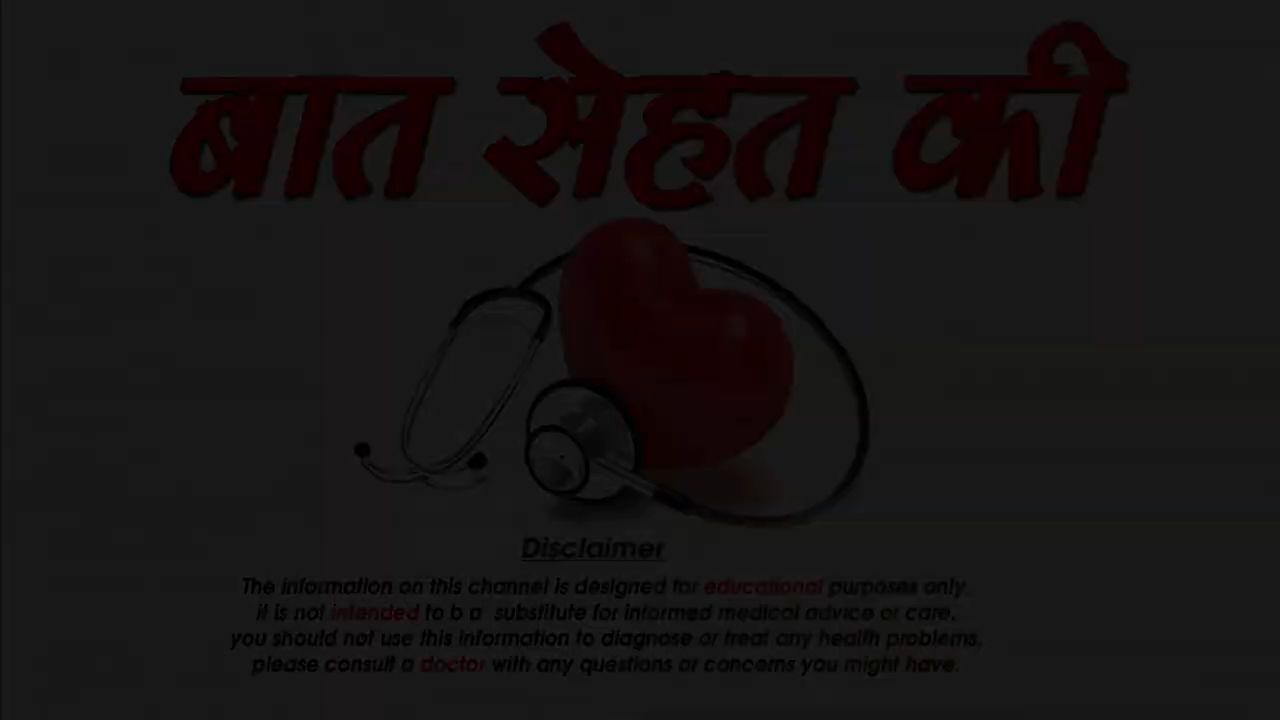 बात सेहत की
Disclaimer
The information on this channel is designed for educational purposes only.
it is not intended to b a substitute for informed medical advice or care.
you should not use this information to diagnose or treat any health problems.
please consult a doctor with any questions or concerns you might have.